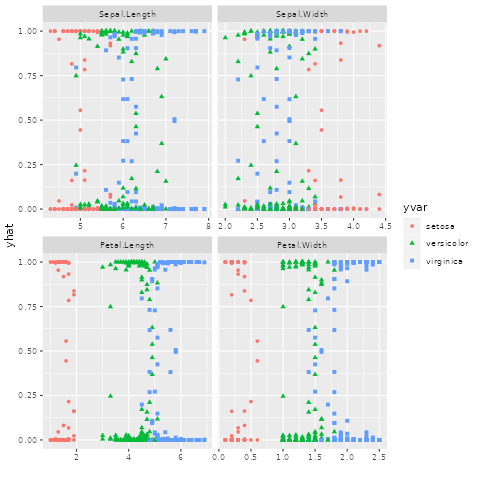 Sepal.Length Sepal.Width
1.00
0.75
0.50
0.25
0.00
5 6 7 8 2.0 2.5 3.0 3.5 4.0 4.5
yhat
Petal.Length Petal.Width
1.00
0.75
0.50
0.25
0.00
2 4 6 0.0 0.5 1.0 1.5 2.0 2.5
yvar
setosa
versicolor
virginica